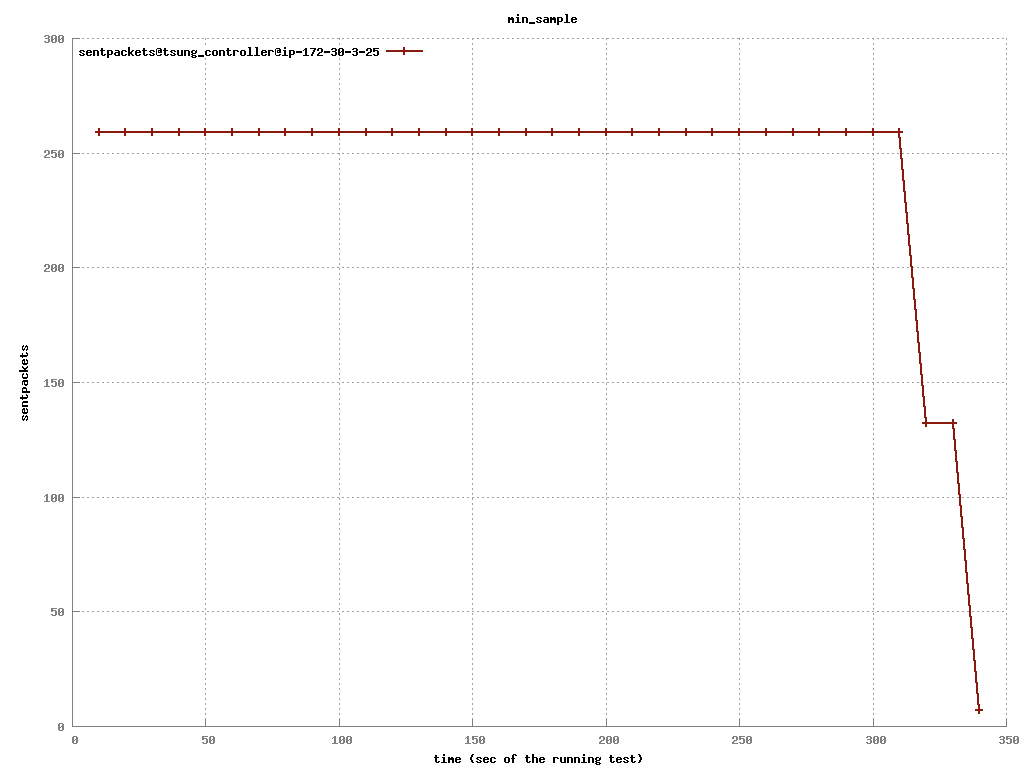 min_sample
300
250
200
150
100
50
0
sentpackets@tsung_controller@ip-172-30-3-25
sentpackets
0 50 100 150 200 250 300 350
time (sec of the running test)